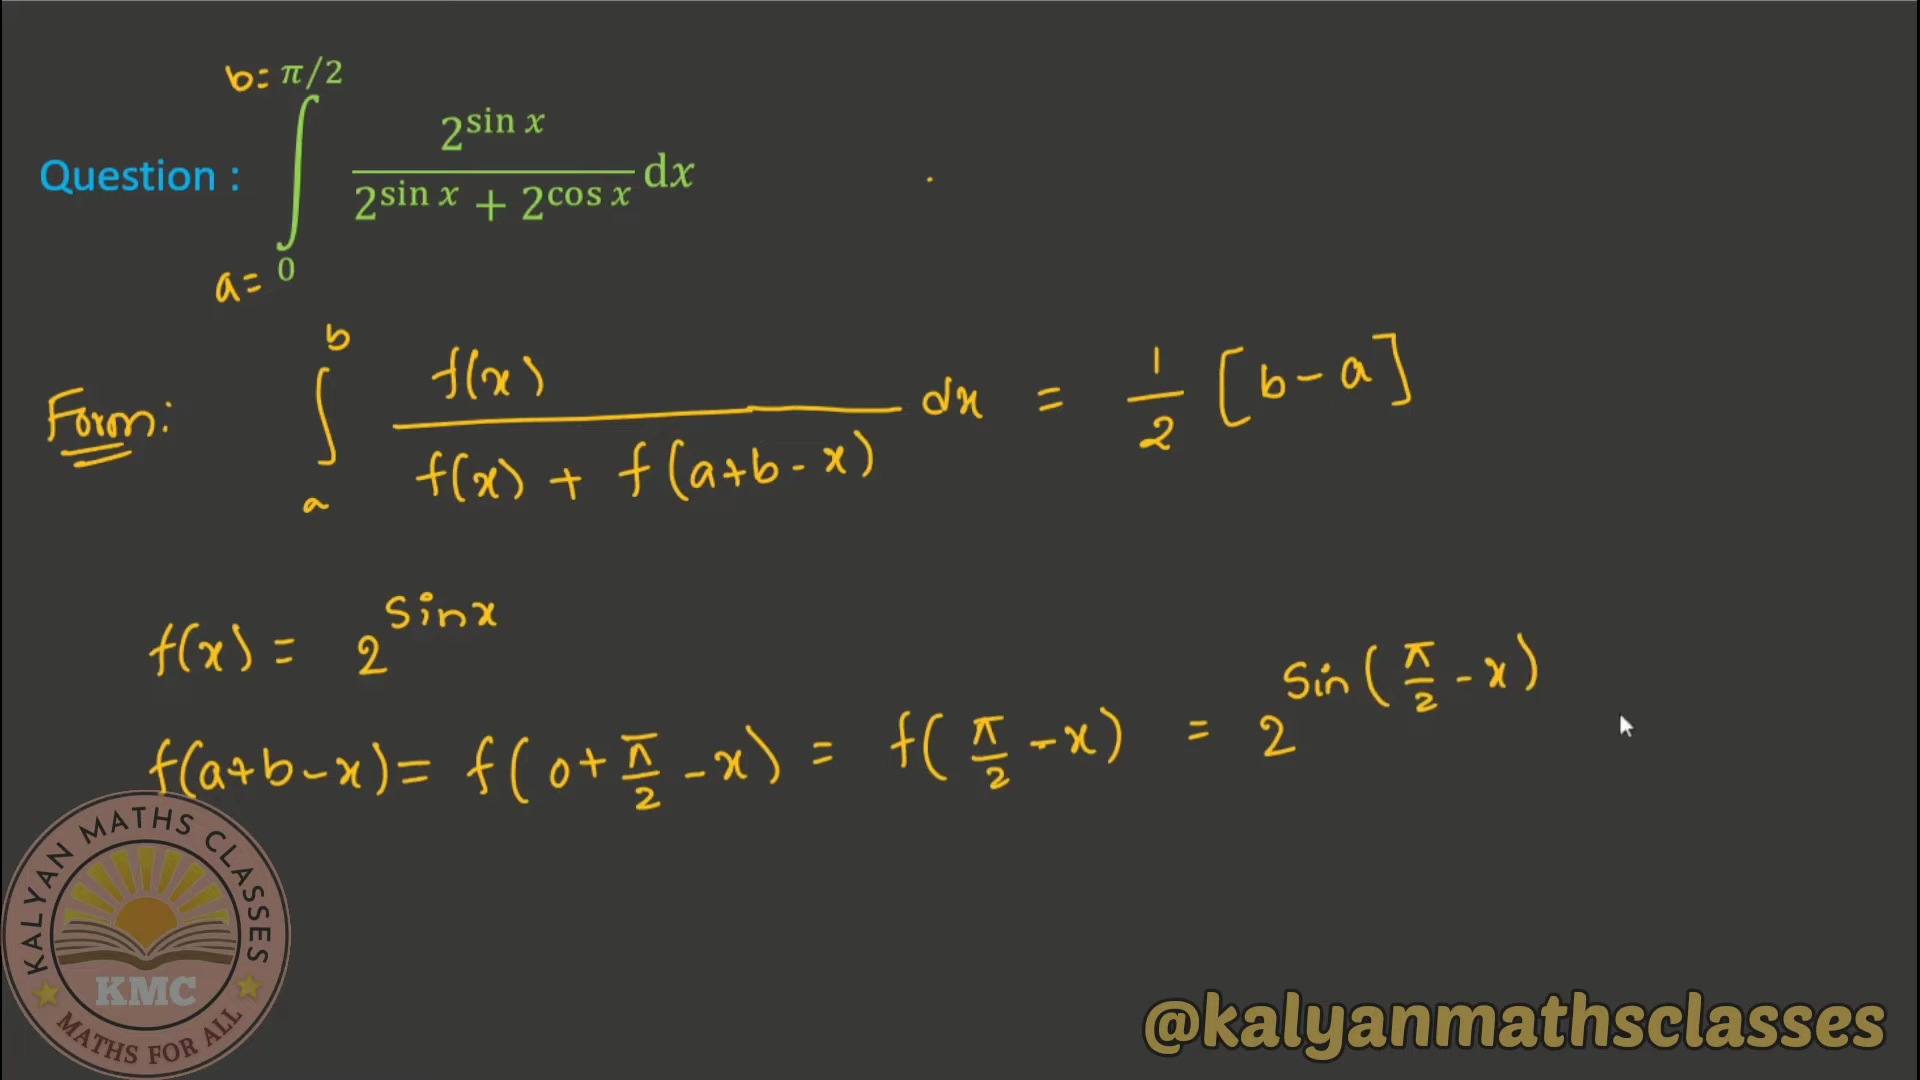 b= π/2
Question : ∫ 2^{sin x} / (2^{sin x} + 2^{cos x}) dx
a= 0
Form: ∫_a^b f(x) / (f(x) + f(a+b-x)) dx = 1/2 [b-a]
f(x) = 2^{Sinx}
f(a+b-x) = f(0+π/2-x) = f(π/2-x) = 2^{Sin(π/2-x)}
KALYAN MATHS CLASSES
KMC
MATHS FOR ALL
@kalyanmathsclasses